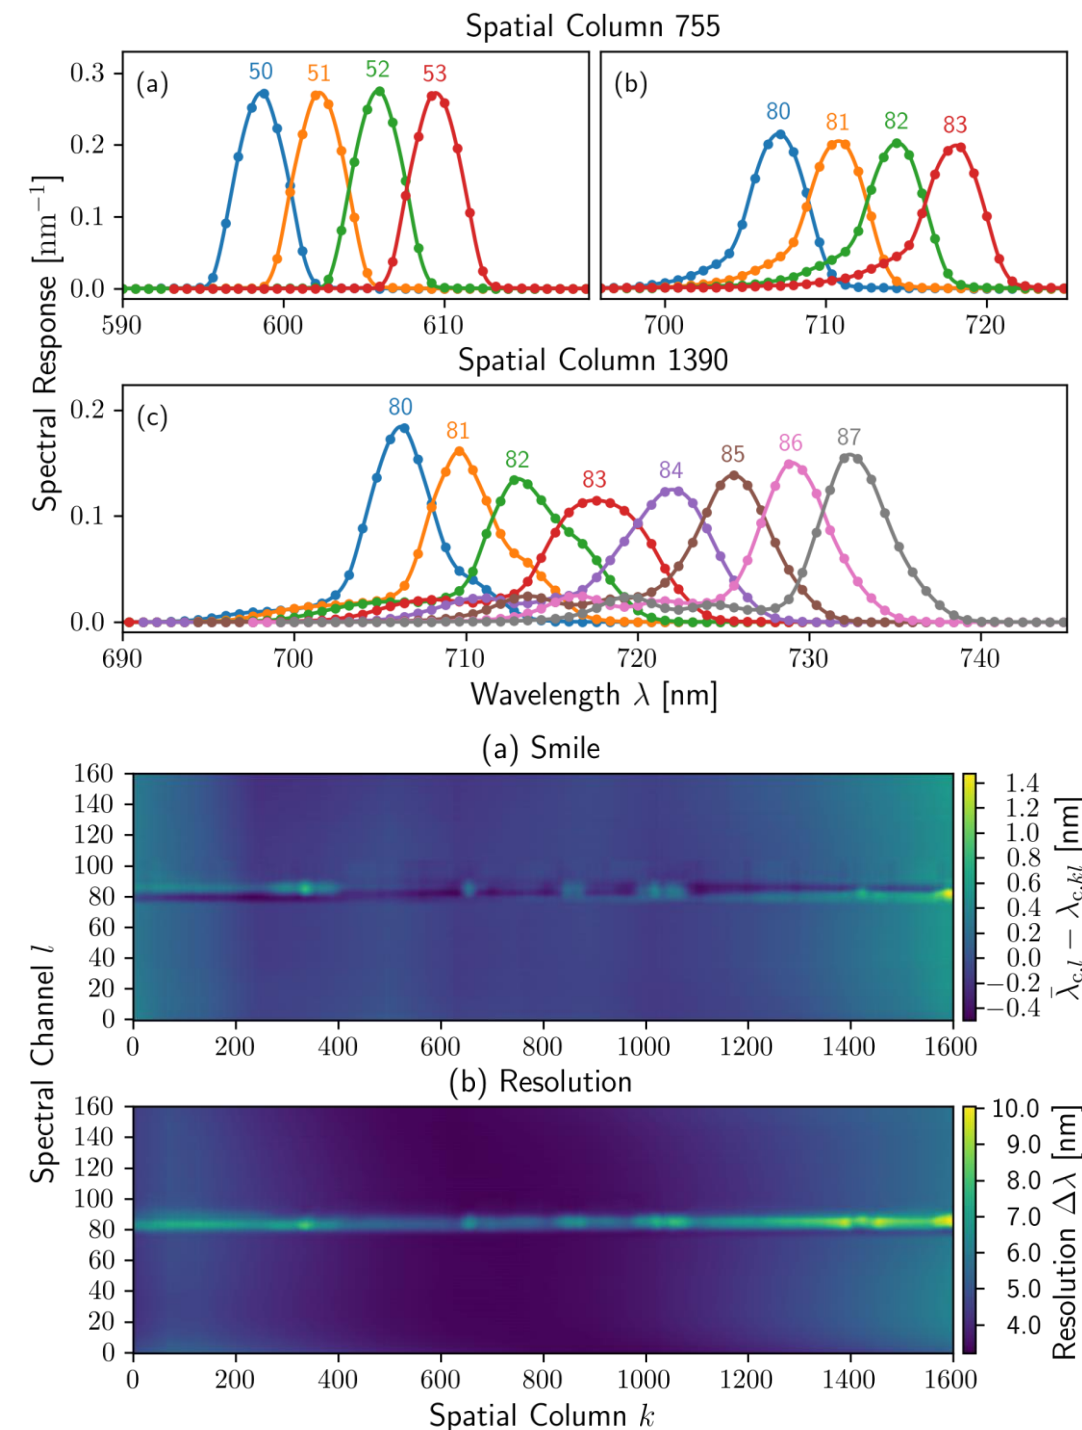 Spatial Column 755
(a) 50 51 52 53
(b) 80 81 82 83
0.3
0.2
0.1
0.0
590 600 610
700 710 720
Spatial Column 1390
(c) 80 81 82 83 84 85 86 87
0.2
0.1
0.0
690 700 710 720 730 740
Spectral Response [nm⁻¹]
Wavelength λ [nm]
(a) Smile
160
140
120
100
80
60
40
20
0
0 200 400 600 800 1000 1200 1400 1600
1.4
1.2
1.0
0.8
0.6
0.4
0.2
0.0
−0.2
−0.4
λ̄c,l − λc,kl [nm]
Spectral Channel l
(b) Resolution
160
140
120
100
80
60
40
20
0
0 200 400 600 800 1000 1200 1400 1600
10.0
9.0
8.0
7.0
6.0
5.0
4.0
Resolution Δλ [nm]
Spatial Column k